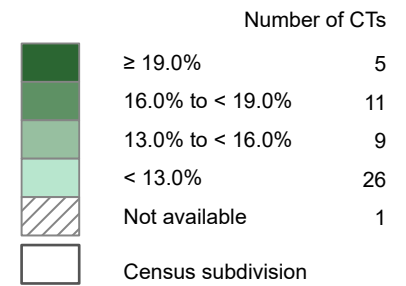 Number of CTs
≥ 19.0% 5
16.0% to < 19.0% 11
13.0% to < 16.0% 9
< 13.0% 26
Not available 1
Census subdivision